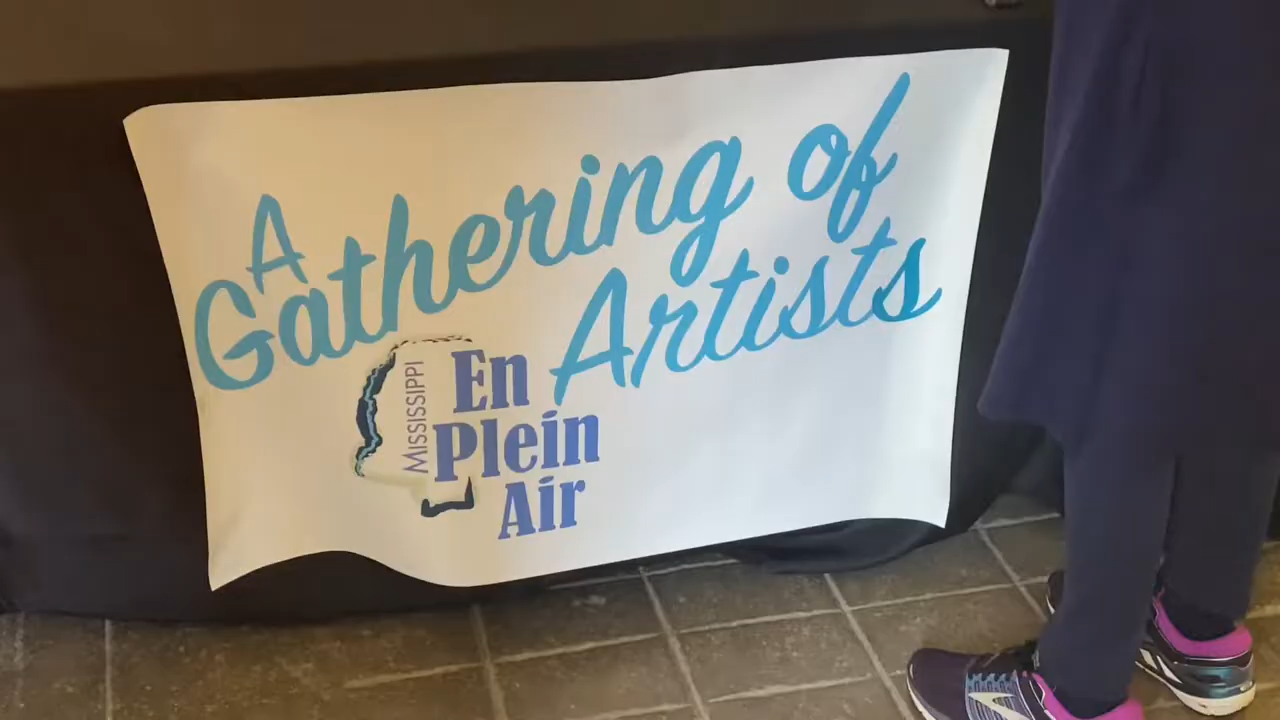 A
Gathering of
Artists
MISSISSIPPI
En
Plein
Air